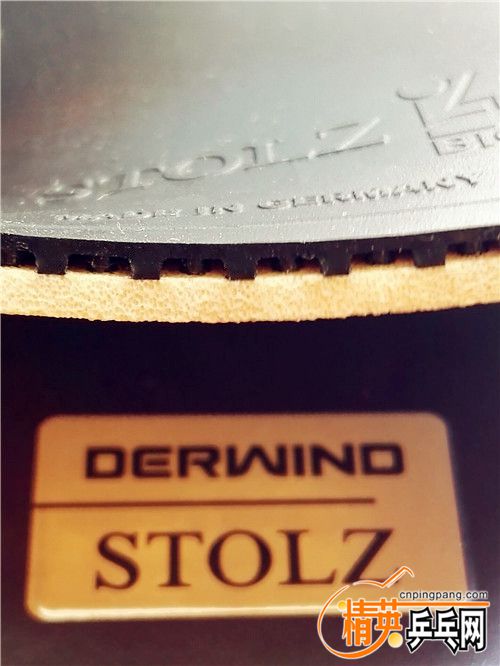 STOLZ
MADE IN GERMANY
DERWIND
STOLZ
cnpingpang.com
精英乒乓网